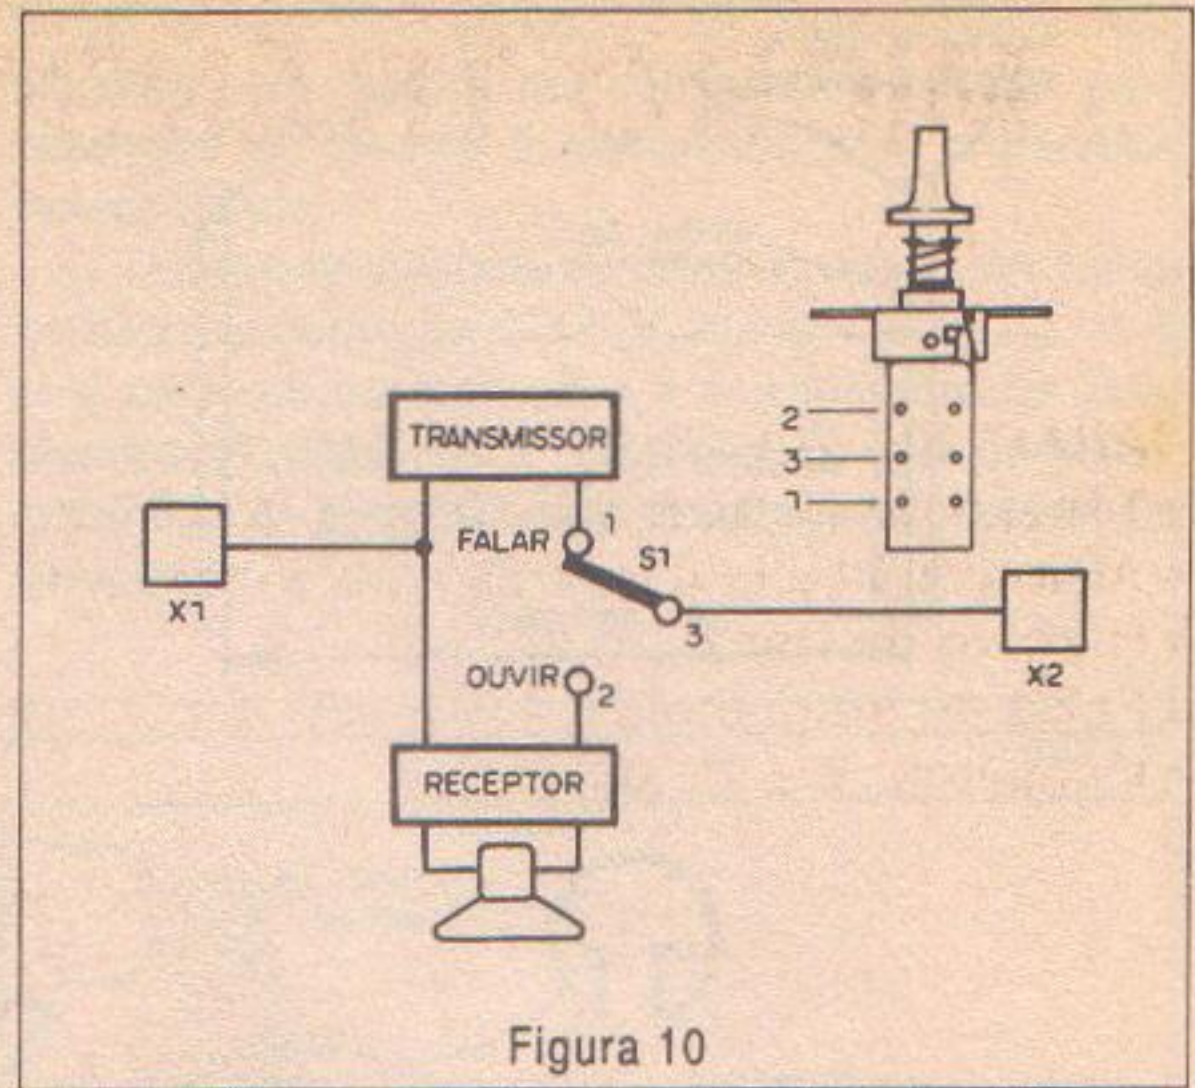 2
3
1
TRANSMISSOR
FALAR 1
S1
X1
3
OUVIR 2
X2
RECEPTOR
Figura 10